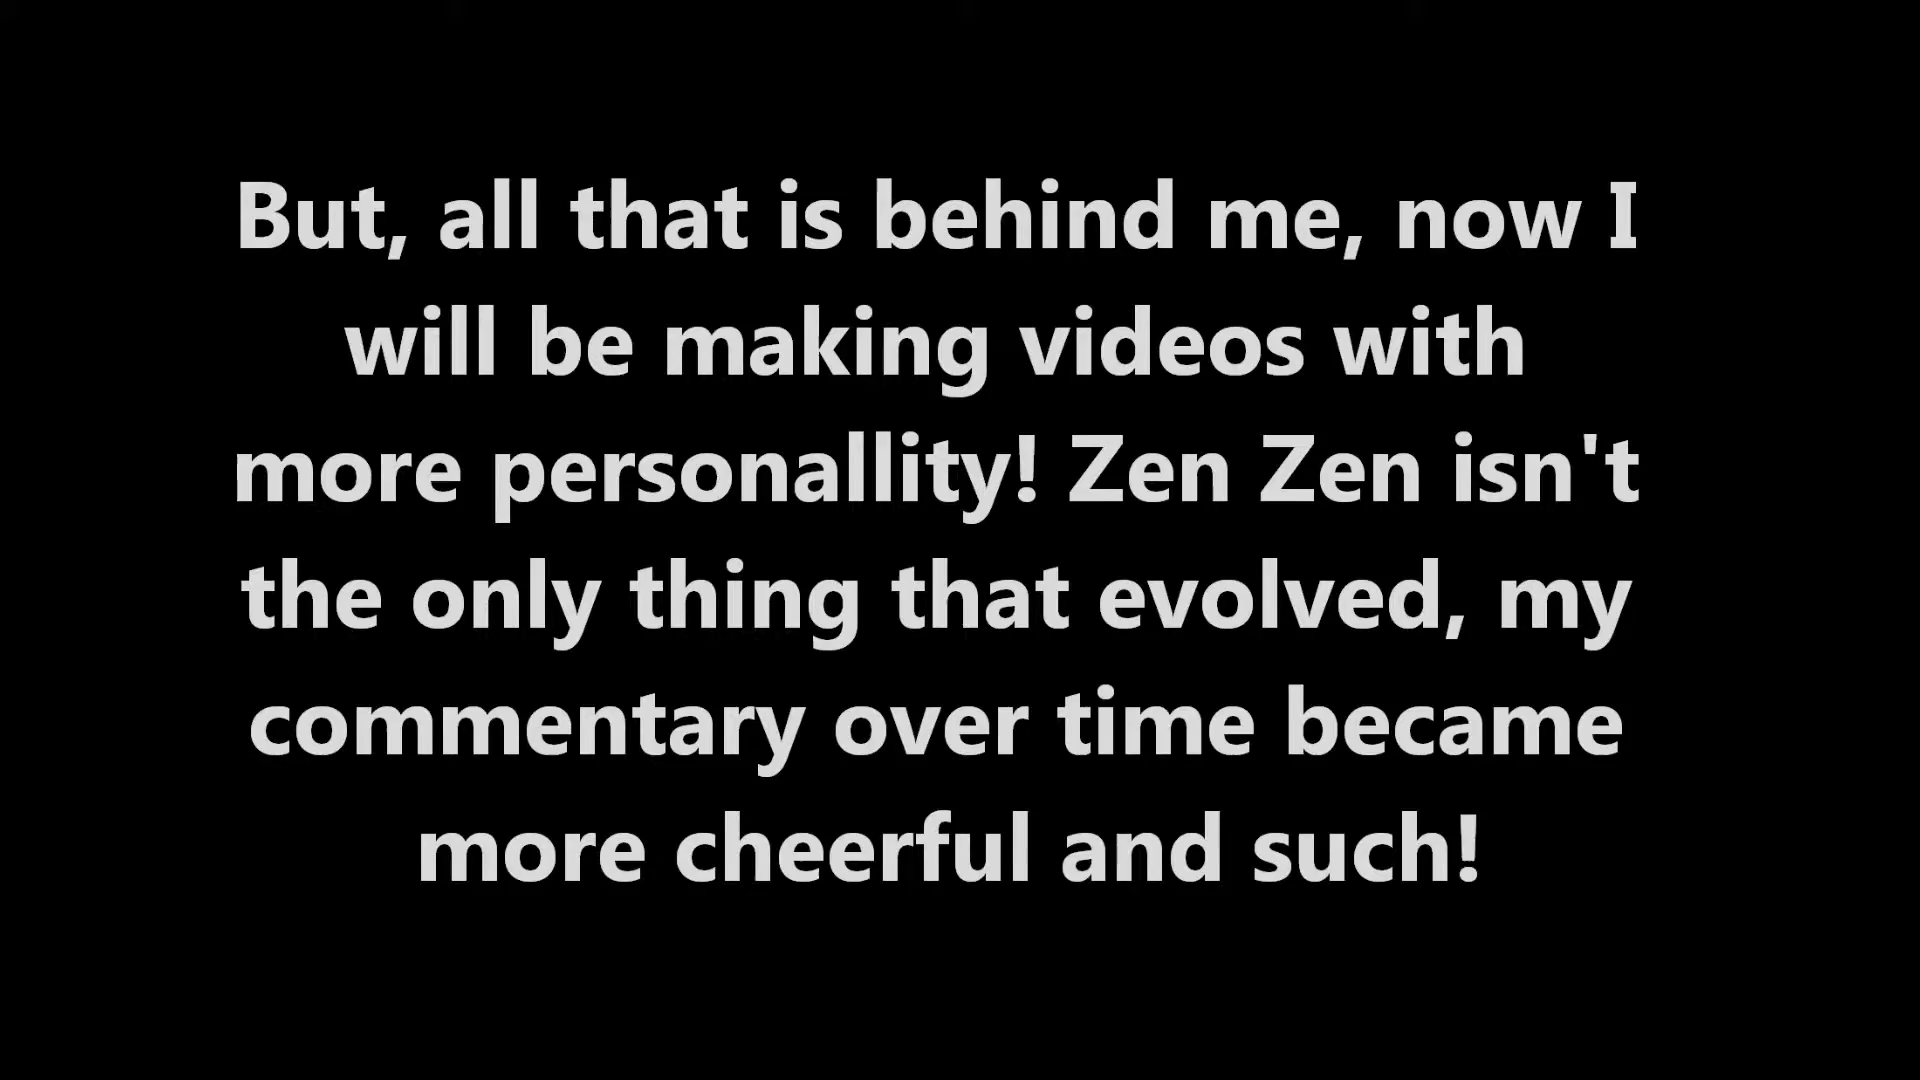 But, all that is behind me, now I
will be making videos with
more personallity! Zen Zen isn't
the only thing that evolved, my
commentary over time became
more cheerful and such!